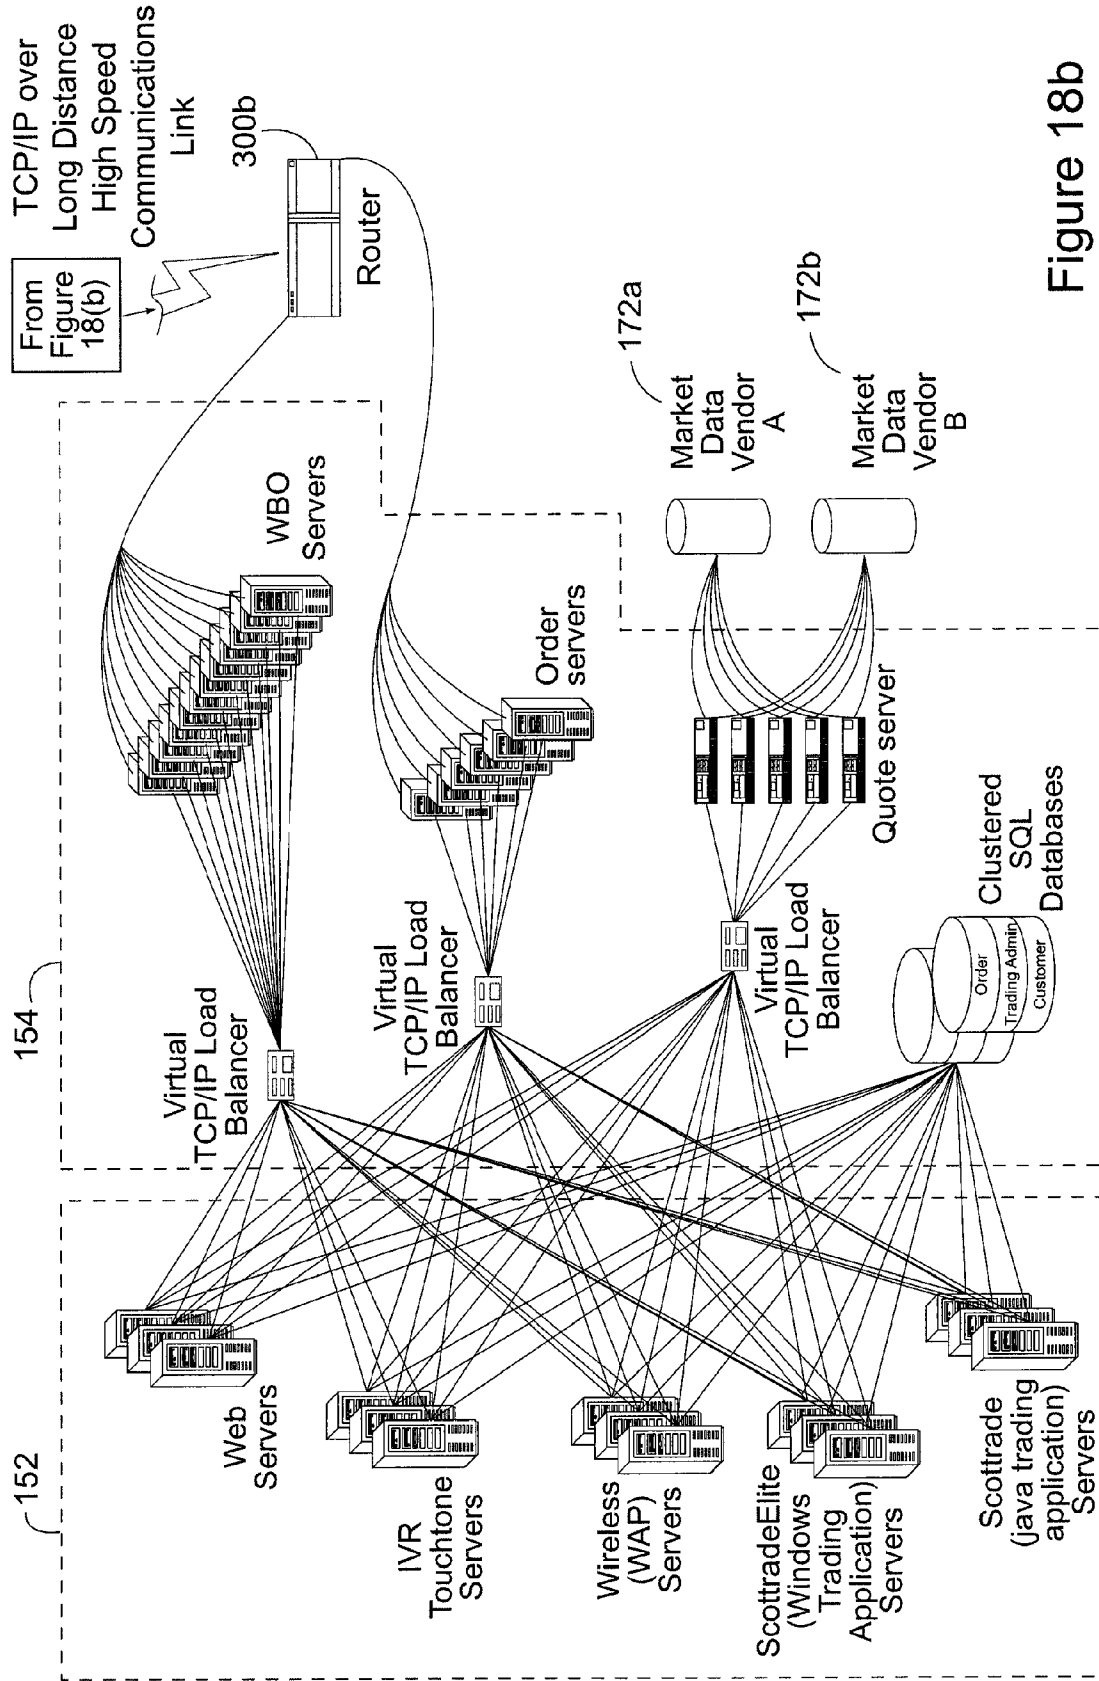 152
154
Web
Servers
IVR
Touchtone
Servers
Wireless
(WAP)
Servers
ScottradeElite
(Windows
Trading
Application)
Servers
Scottrade
(java trading
application)
Servers
Virtual
TCP/IP Load
Balancer
Virtual
TCP/IP Load
Balancer
Virtual
TCP/IP Load
Balancer
Order
Trading Admin
Customer
Clustered
SQL
Databases
WBO
Servers
Order
servers
Quote server
From
Figure
18(b)
TCP/IP over
Long Distance
High Speed
Communications
Link
300b
Router
172a
Market
Data
Vendor
A
172b
Market
Data
Vendor
B
Figure 18b